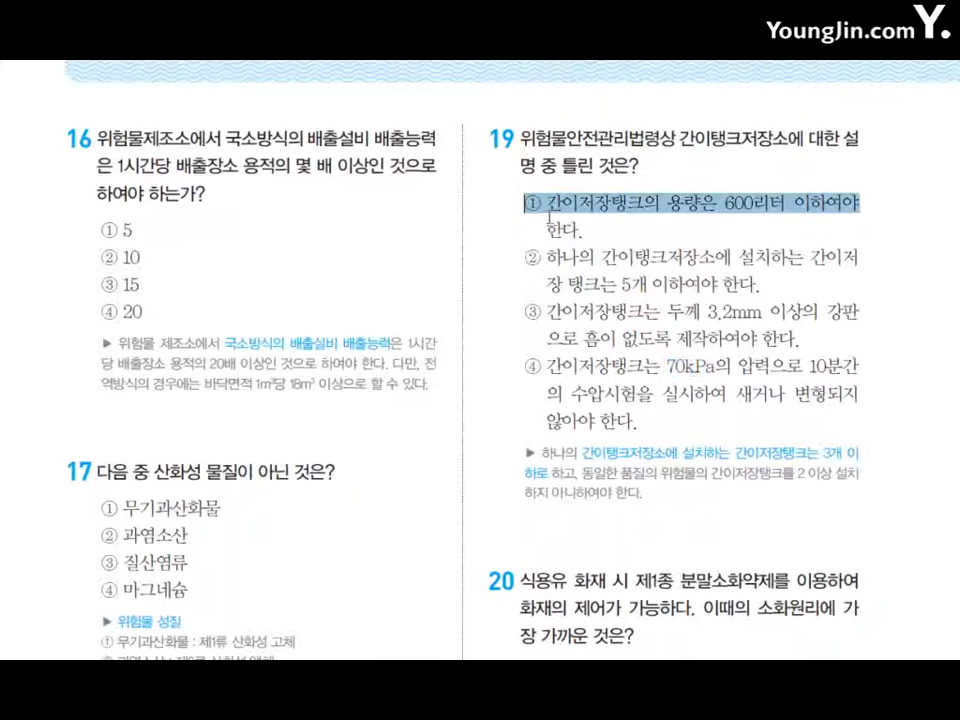 YoungJin.com Y.
16 위험물제조소에서 국소방식의 배출설비 배출능력
은 1시간당 배출장소 용적의 몇 배 이상인 것으로
하여야 하는가?
① 5
② 10
③ 15
④ 20
▶ 위험물 제조소에서 국소방식의 배출설비 배출능력은 1시간
당 배출장소 용적의 20배 이상인 것으로 하여야 한다. 다만, 전
역방식의 경우에는 바닥면적 1m²당 18m³ 이상으로 할 수 있다.
17 다음 중 산화성 물질이 아닌 것은?
① 무기과산화물
② 과염소산
③ 질산염류
④ 마그네슘
▶ 위험물 성질
① 무기과산화물 : 제1류 산화성 고체
19 위험물안전관리법령상 간이탱크저장소에 대한 설
명 중 틀린 것은?
① 간이저장탱크의 용량은 600리터 이하여야
한다.
② 하나의 간이탱크저장소에 설치하는 간이저
장 탱크는 5개 이하여야 한다.
③ 간이저장탱크는 두께 3.2mm 이상의 강판
으로 흠이 없도록 제작하여야 한다.
④ 간이저장탱크는 70kPa의 압력으로 10분간
의 수압시험을 실시하여 새거나 변형되지
않아야 한다.
▶ 하나의 간이탱크저장소에 설치하는 간이저장탱크는 3개 이
하로 하고, 동일한 품질의 위험물의 간이저장탱크를 2 이상 설치
하지 아니하여야 한다.
20 식용유 화재 시 제1종 분말소화약제를 이용하여
화재의 제어가 가능하다. 이때의 소화원리에 가
장 가까운 것은?